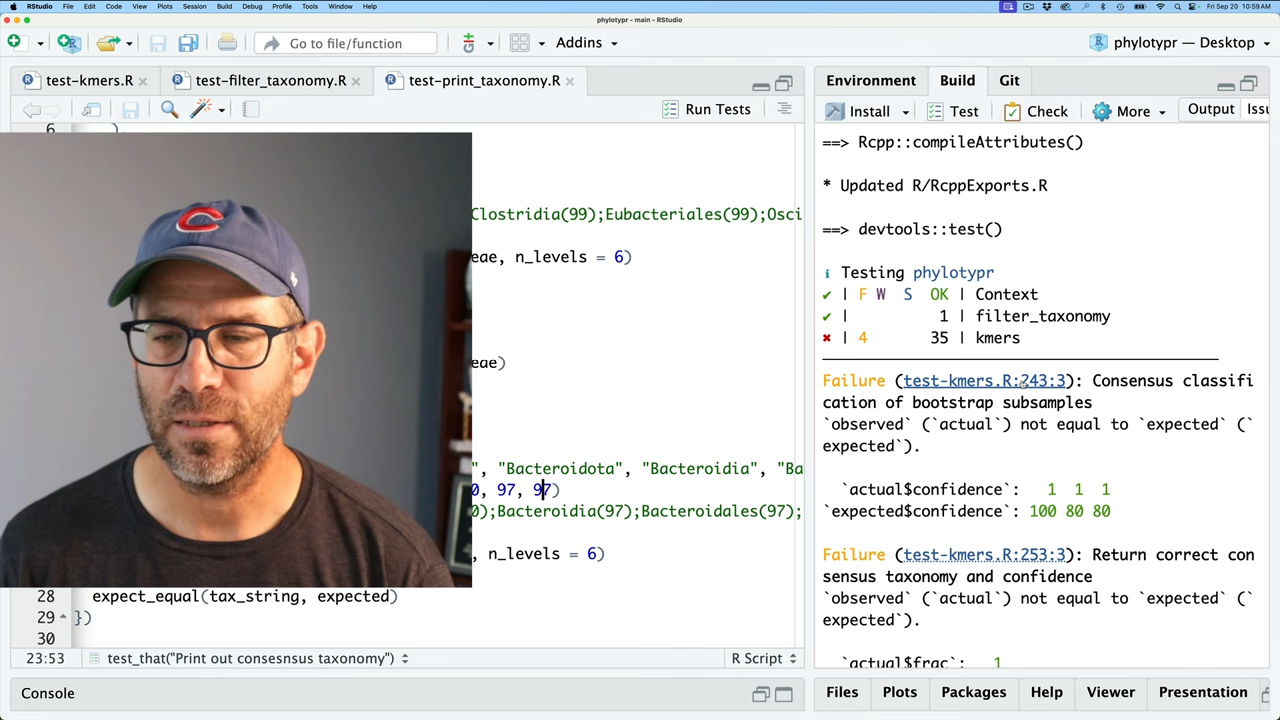 RStudio File Edit Code View Plots Session Build Debug Profile Tools Window Help Fri Sep 20 10:59 AM
phylotypr - main - RStudio
Go to file/function Addins phylotypr — Desktop
test-kmers.R test-filter_taxonomy.R test-print_taxonomy.R
Run Tests
6 )
Clostridia(99);Eubacteriales(99);Osci
eae, n_levels = 6)
eae)
", "Bacteroidota", "Bacteroidia", "Ba
0, 97, 97)
0);Bacteroidia(97);Bacteroidales(97);
, n_levels = 6)
28 expect_equal(tax_string, expected)
29 })
30
23:53 test_that("Print out consesnsus taxonomy") R Script
Console
Environment Build Git
Install Test Check More Output Issu
==> Rcpp::compileAttributes()
* Updated R/RcppExports.R
==> devtools::test()
ℹ Testing phylotypr
✔ | F W S OK | Context
✔ | 1 | filter_taxonomy
✖ | 4 35 | kmers
Failure (test-kmers.R:243:3): Consensus classifi
cation of bootstrap subsamples
`observed` (`actual`) not equal to `expected` (`
expected`).
`actual$confidence`: 1 1 1
`expected$confidence`: 100 80 80
Failure (test-kmers.R:253:3): Return correct con
sensus taxonomy and confidence
`observed` (`actual`) not equal to `expected` (`
expected`).
`actual$frac`: 1
Files Plots Packages Help Viewer Presentation